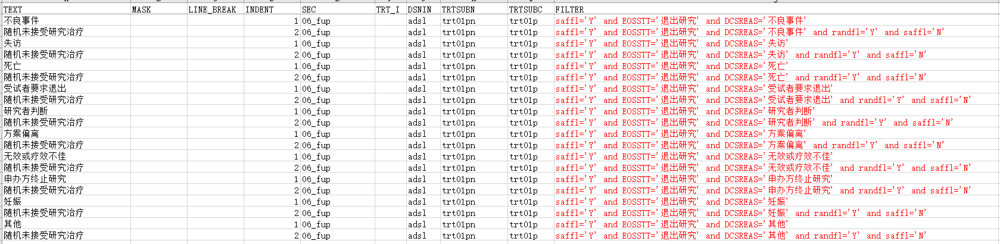 TEXT MASK LINE_BREAK INDENT SEC TRT_I DSNIN TRTSUBN TRTSUBC FILTER
不良事件 1 06_fup adsl trt01pn trt01p saffl='Y' and EOSSTT='退出研究' and DCSREAS='不良事件'
随机未接受研究治疗 2 06_fup adsl trt01pn trt01p saffl='Y' and EOSSTT='退出研究' and DCSREAS='不良事件' and randfl='Y' and saffl='N'
失访 1 06_fup adsl trt01pn trt01p saffl='Y' and EOSSTT='退出研究' and DCSREAS='失访'
随机未接受研究治疗 2 06_fup adsl trt01pn trt01p saffl='Y' and EOSSTT='退出研究' and DCSREAS='失访' and randfl='Y' and saffl='N'
死亡 1 06_fup adsl trt01pn trt01p saffl='Y' and EOSSTT='退出研究' and DCSREAS='死亡'
随机未接受研究治疗 2 06_fup adsl trt01pn trt01p saffl='Y' and EOSSTT='退出研究' and DCSREAS='死亡' and randfl='Y' and saffl='N'
受试者要求退出 1 06_fup adsl trt01pn trt01p saffl='Y' and EOSSTT='退出研究' and DCSREAS='受试者要求退出'
随机未接受研究治疗 2 06_fup adsl trt01pn trt01p saffl='Y' and EOSSTT='退出研究' and DCSREAS='受试者要求退出' and randfl='Y' and saffl='N'
研究者判断 1 06_fup adsl trt01pn trt01p saffl='Y' and EOSSTT='退出研究' and DCSREAS='研究者判断'
随机未接受研究治疗 2 06_fup adsl trt01pn trt01p saffl='Y' and EOSSTT='退出研究' and DCSREAS='研究者判断' and randfl='Y' and saffl='N'
方案偏离 1 06_fup adsl trt01pn trt01p saffl='Y' and EOSSTT='退出研究' and DCSREAS='方案偏离'
随机未接受研究治疗 2 06_fup adsl trt01pn trt01p saffl='Y' and EOSSTT='退出研究' and DCSREAS='方案偏离' and randfl='Y' and saffl='N'
无效或疗效不佳 1 06_fup adsl trt01pn trt01p saffl='Y' and EOSSTT='退出研究' and DCSREAS='无效或疗效不佳'
随机未接受研究治疗 2 06_fup adsl trt01pn trt01p saffl='Y' and EOSSTT='退出研究' and DCSREAS='无效或疗效不佳' and randfl='Y' and saffl='N'
申办方终止研究 1 06_fup adsl trt01pn trt01p saffl='Y' and EOSSTT='退出研究' and DCSREAS='申办方终止研究'
随机未接受研究治疗 2 06_fup adsl trt01pn trt01p saffl='Y' and EOSSTT='退出研究' and DCSREAS='申办方终止研究' and randfl='Y' and saffl='N'
妊娠 1 06_fup adsl trt01pn trt01p saffl='Y' and EOSSTT='退出研究' and DCSREAS='妊娠'
随机未接受研究治疗 2 06_fup adsl trt01pn trt01p saffl='Y' and EOSSTT='退出研究' and DCSREAS='妊娠' and randfl='Y' and saffl='N'
其他 1 06_fup adsl trt01pn trt01p saffl='Y' and EOSSTT='退出研究' and DCSREAS='其他'
随机未接受研究治疗 2 06_fup adsl trt01pn trt01p saffl='Y' and EOSSTT='退出研究' and DCSREAS='其他' and randfl='Y' and saffl='N'